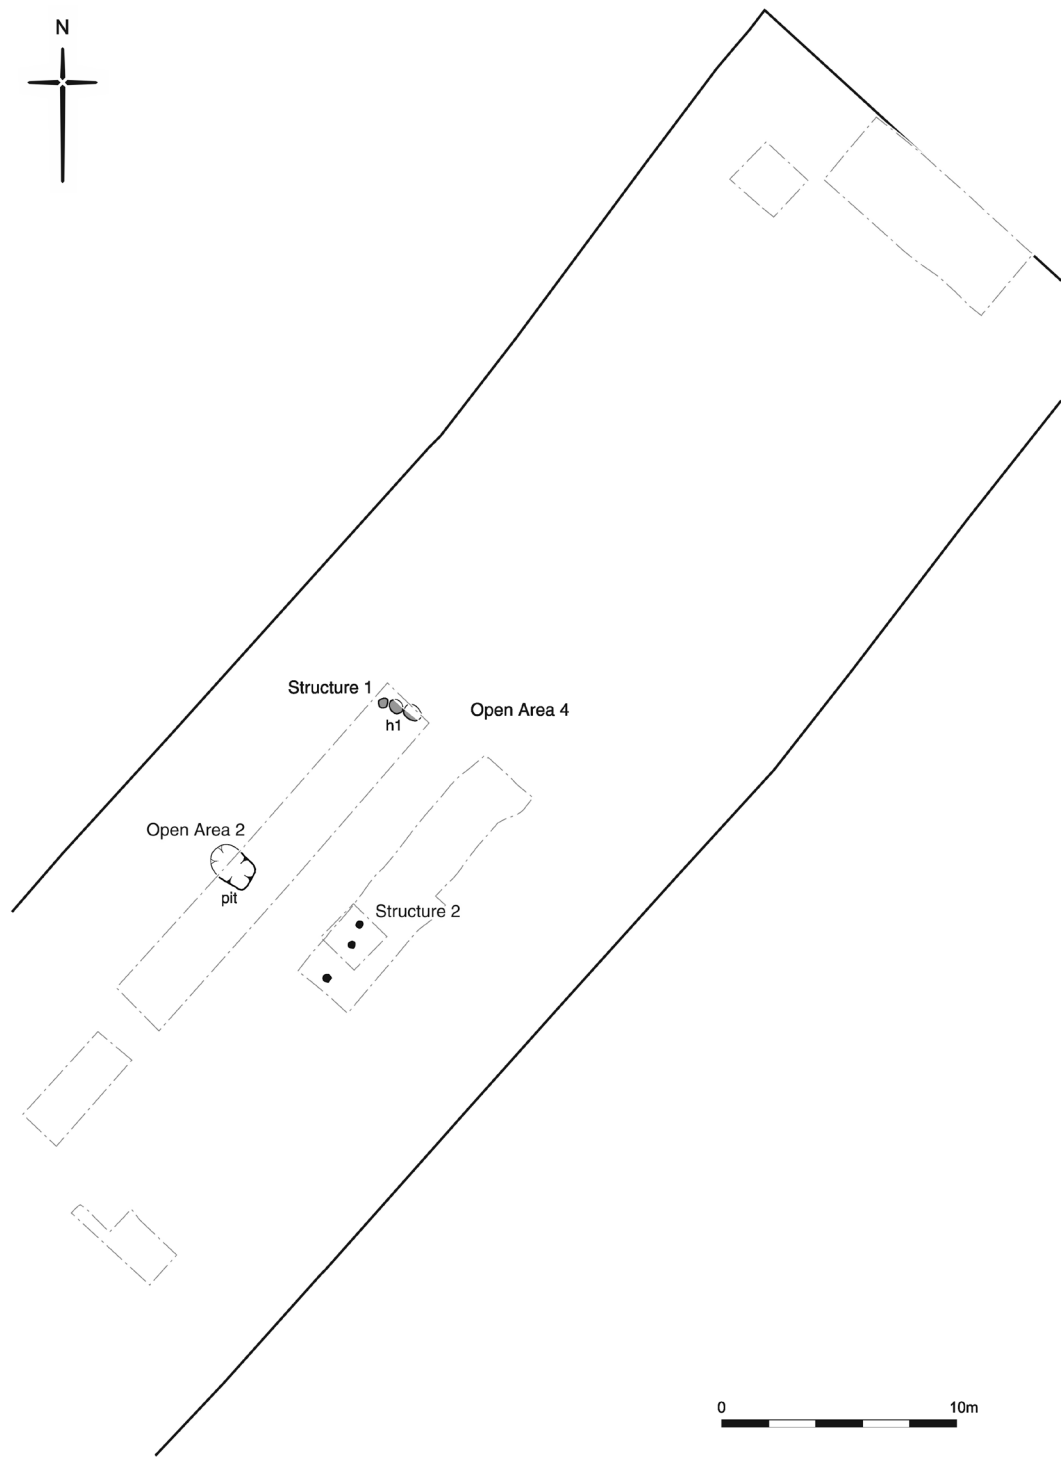 N
Structure 1
h1
Open Area 4
Open Area 2
pit
Structure 2
0 10m